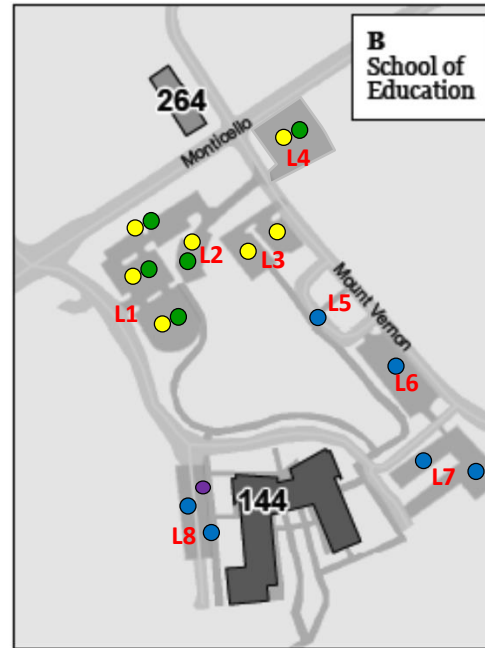 B
School of
Education
264
Monticello
L4
L2
L3
L1
L5
Mount Vernon
L6
L7
144
L8